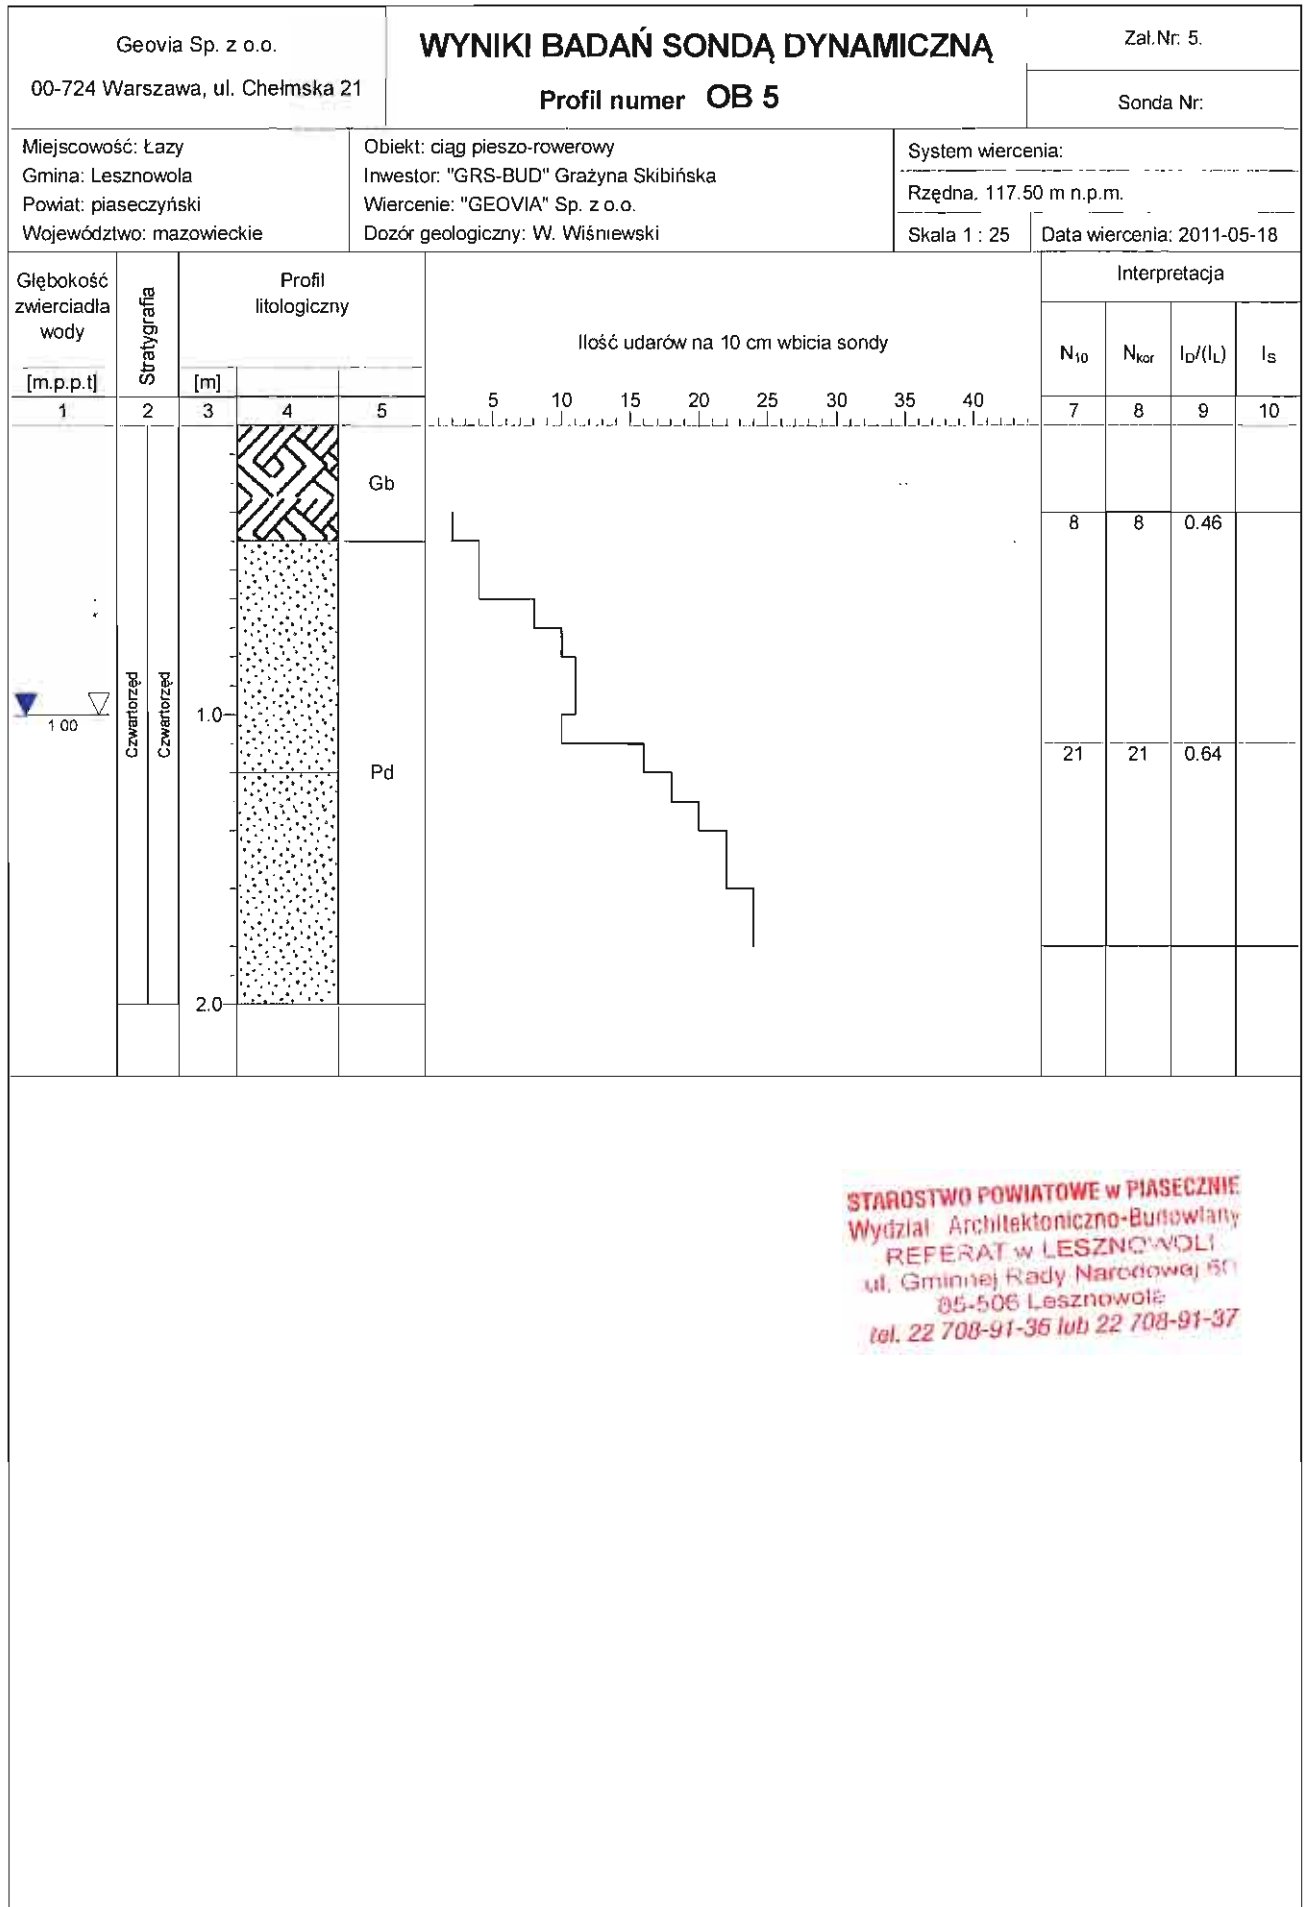 Geovia Sp. z o.o.
00-724 Warszawa, ul. Chełmska 21
WYNIKI BADAŃ SONDĄ DYNAMICZNĄ
Profil numer OB 5
Zał.Nr: 5.
Sonda Nr:
Miejscowość: Łazy
Gmina: Lesznowola
Powiat: piaseczyński
Województwo: mazowieckie
Obiekt: ciąg pieszo-rowerowy
Inwestor: "GRS-BUD" Grażyna Skibińska
Wiercenie: "GEOVIA" Sp. z o.o.
Dozór geologiczny: W. Wiśniewski
System wiercenia:
Rzędna. 117.50 m n.p.m.
Skala 1 : 25 Data wiercenia: 2011-05-18
Głębokość
zwierciadła
wody
[m.p.p.t]
Stratygrafia
Profil
litologiczny
[m]
Ilość udarów na 10 cm wbicia sondy
Interpretacja
N10 Nkor ID/(IL) IS
1 2 3 4 5
5 10 15 20 25 30 35 40
7 8 9 10
Gb
8 8 0.46
1.0
1 00
Czwartorzęd
Czwartorzęd
Pd
21 21 0.64
2.0
STAROSTWO POWIATOWE w PIASECZNIE
Wydział Architektoniczno-Budowlany
REFERAT w LESZNOWOLI
ul. Gminnej Rady Narodowej 60
05-506 Lesznowola
tel. 22 708-91-36 lub 22 708-91-37